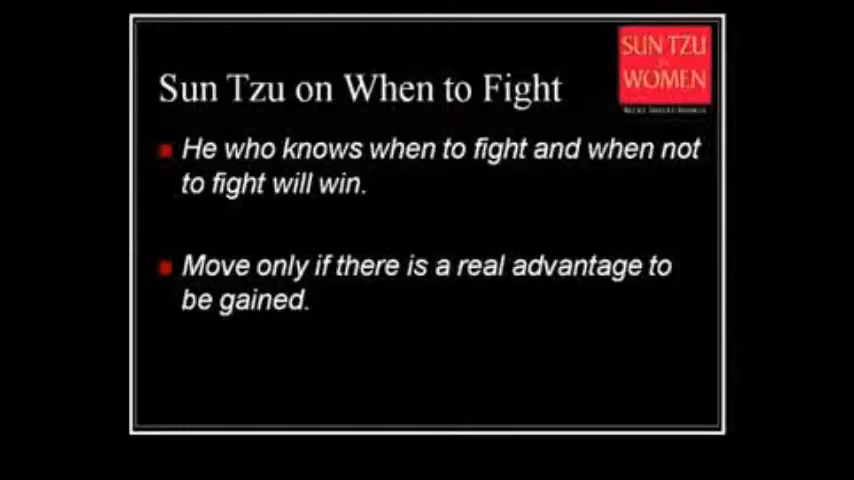 SUN TZU
WOMEN
Sun Tzu on When to Fight
He who knows when to fight and when not
to fight will win.
Move only if there is a real advantage to
be gained.